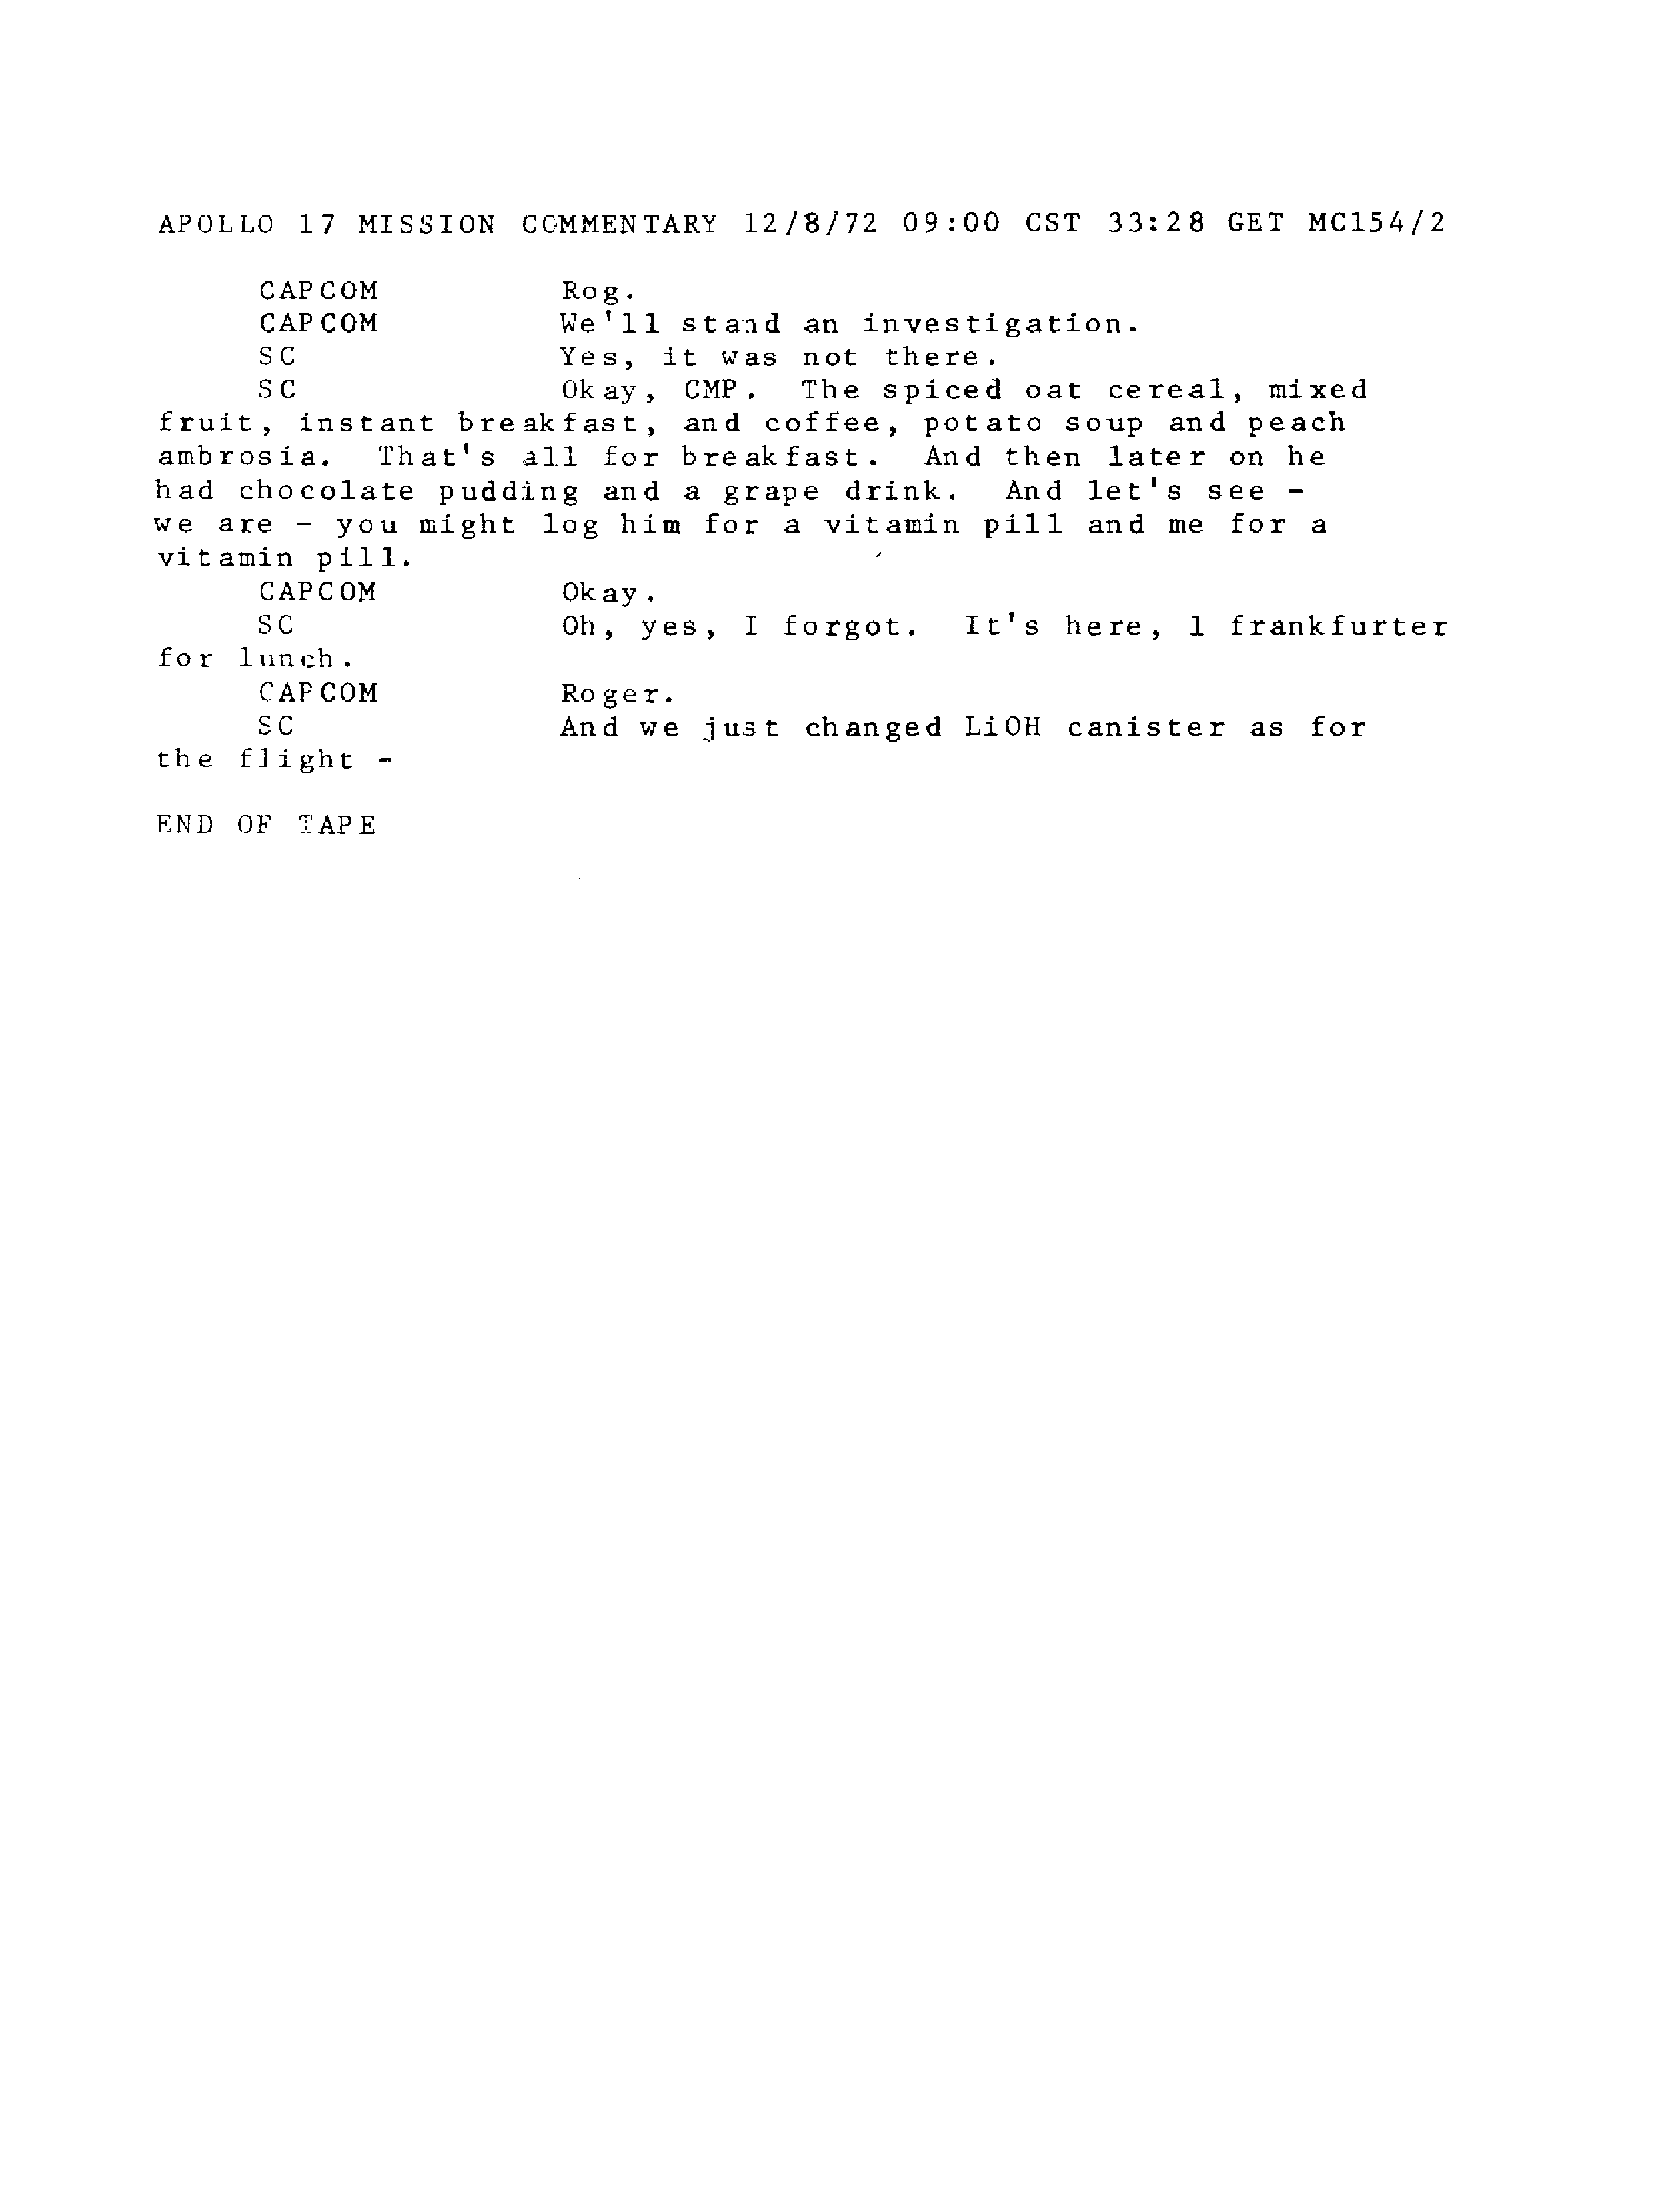 APOLLO 17 MISSION COMMENTARY 12/8/72 09:00 CST 33:28 GET MC154/2
CAPCOM Rog.
CAPCOM We'll stand an investigation.
SC Yes, it was not there.
SC Okay, CMP. The spiced oat cereal, mixed
fruit, instant breakfast, and coffee, potato soup and peach
ambrosia. That's all for breakfast. And then later on he
had chocolate pudding and a grape drink. And let's see -
we are - you might log him for a vitamin pill and me for a
vitamin pill.
CAPCOM Okay.
SC Oh, yes, I forgot. It's here, 1 frankfurter
for lunch.
CAPCOM Roger.
SC And we just changed LiOH canister as for
the flight -
END OF TAPE